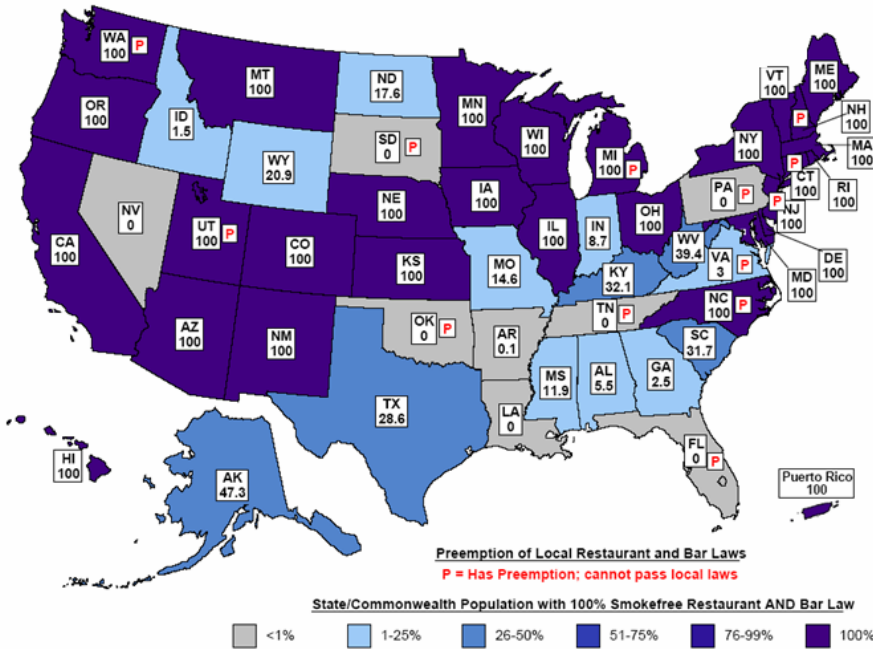 WA
100
P
MT
100
ND
17.6
MN
100
VT
100
ME
100
OR
100
ID
1.5
SD
0
P
WI
100
MI
100
P
NY
100
P
NH
100
MA
100
WY
20.9
NV
0
UT
100
P
NE
100
IA
100
PA
0
P
P
P
CT
100
RI
100
NJ
100
CA
100
CO
100
KS
100
MO
14.6
IL
100
IN
8.7
OH
100
WV
39.4
VA
3
P
DE
100
MD
100
KY
32.1
AZ
100
NM
100
OK
0
P
AR
0.1
TN
0
P
NC
100
P
SC
31.7
TX
28.6
LA
0
MS
11.9
AL
5.5
GA
2.5
HI
100
AK
47.3
FL
0
P
Puerto Rico
100
Preemption of Local Restaurant and Bar Laws
P = Has Preemption; cannot pass local laws
State/Commonwealth Population with 100% Smokefree Restaurant AND Bar Law
<1%
1-25%
26-50%
51-75%
76-99%
100%